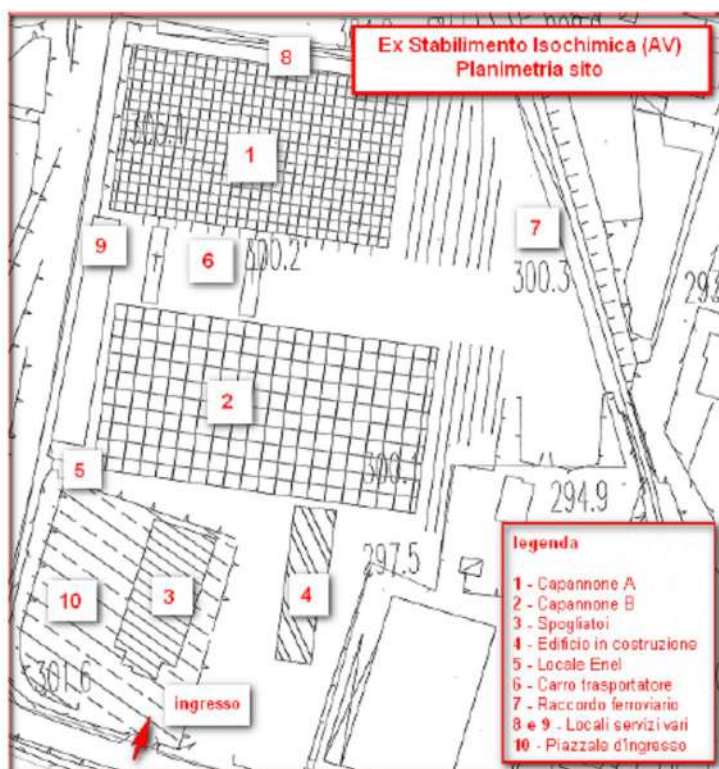 Ex Stabilimento Isochimica (AV)
Planimetria sito
8
300.1
1
7
9
6
300.2
300.3
293
2
300.1
5
294.9
297.5
10
3
4
301.6
ingresso
legenda
1 - Capannone A
2 - Capannone B
3 - Spogliatoi
4 - Edificio in costruzione
5 - Locale Enel
6 - Carro trasportatore
7 - Raccordo ferroviario
8 e 9 - Locali servizi vari
10 - Piazzale d'ingresso